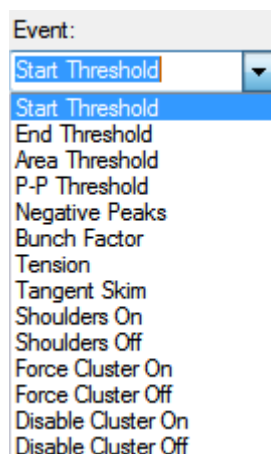 Event:
Start Threshold
Start Threshold
End Threshold
Area Threshold
P-P Threshold
Negative Peaks
Bunch Factor
Tension
Tangent Skim
Shoulders On
Shoulders Off
Force Cluster On
Force Cluster Off
Disable Cluster On
Disable Cluster Off